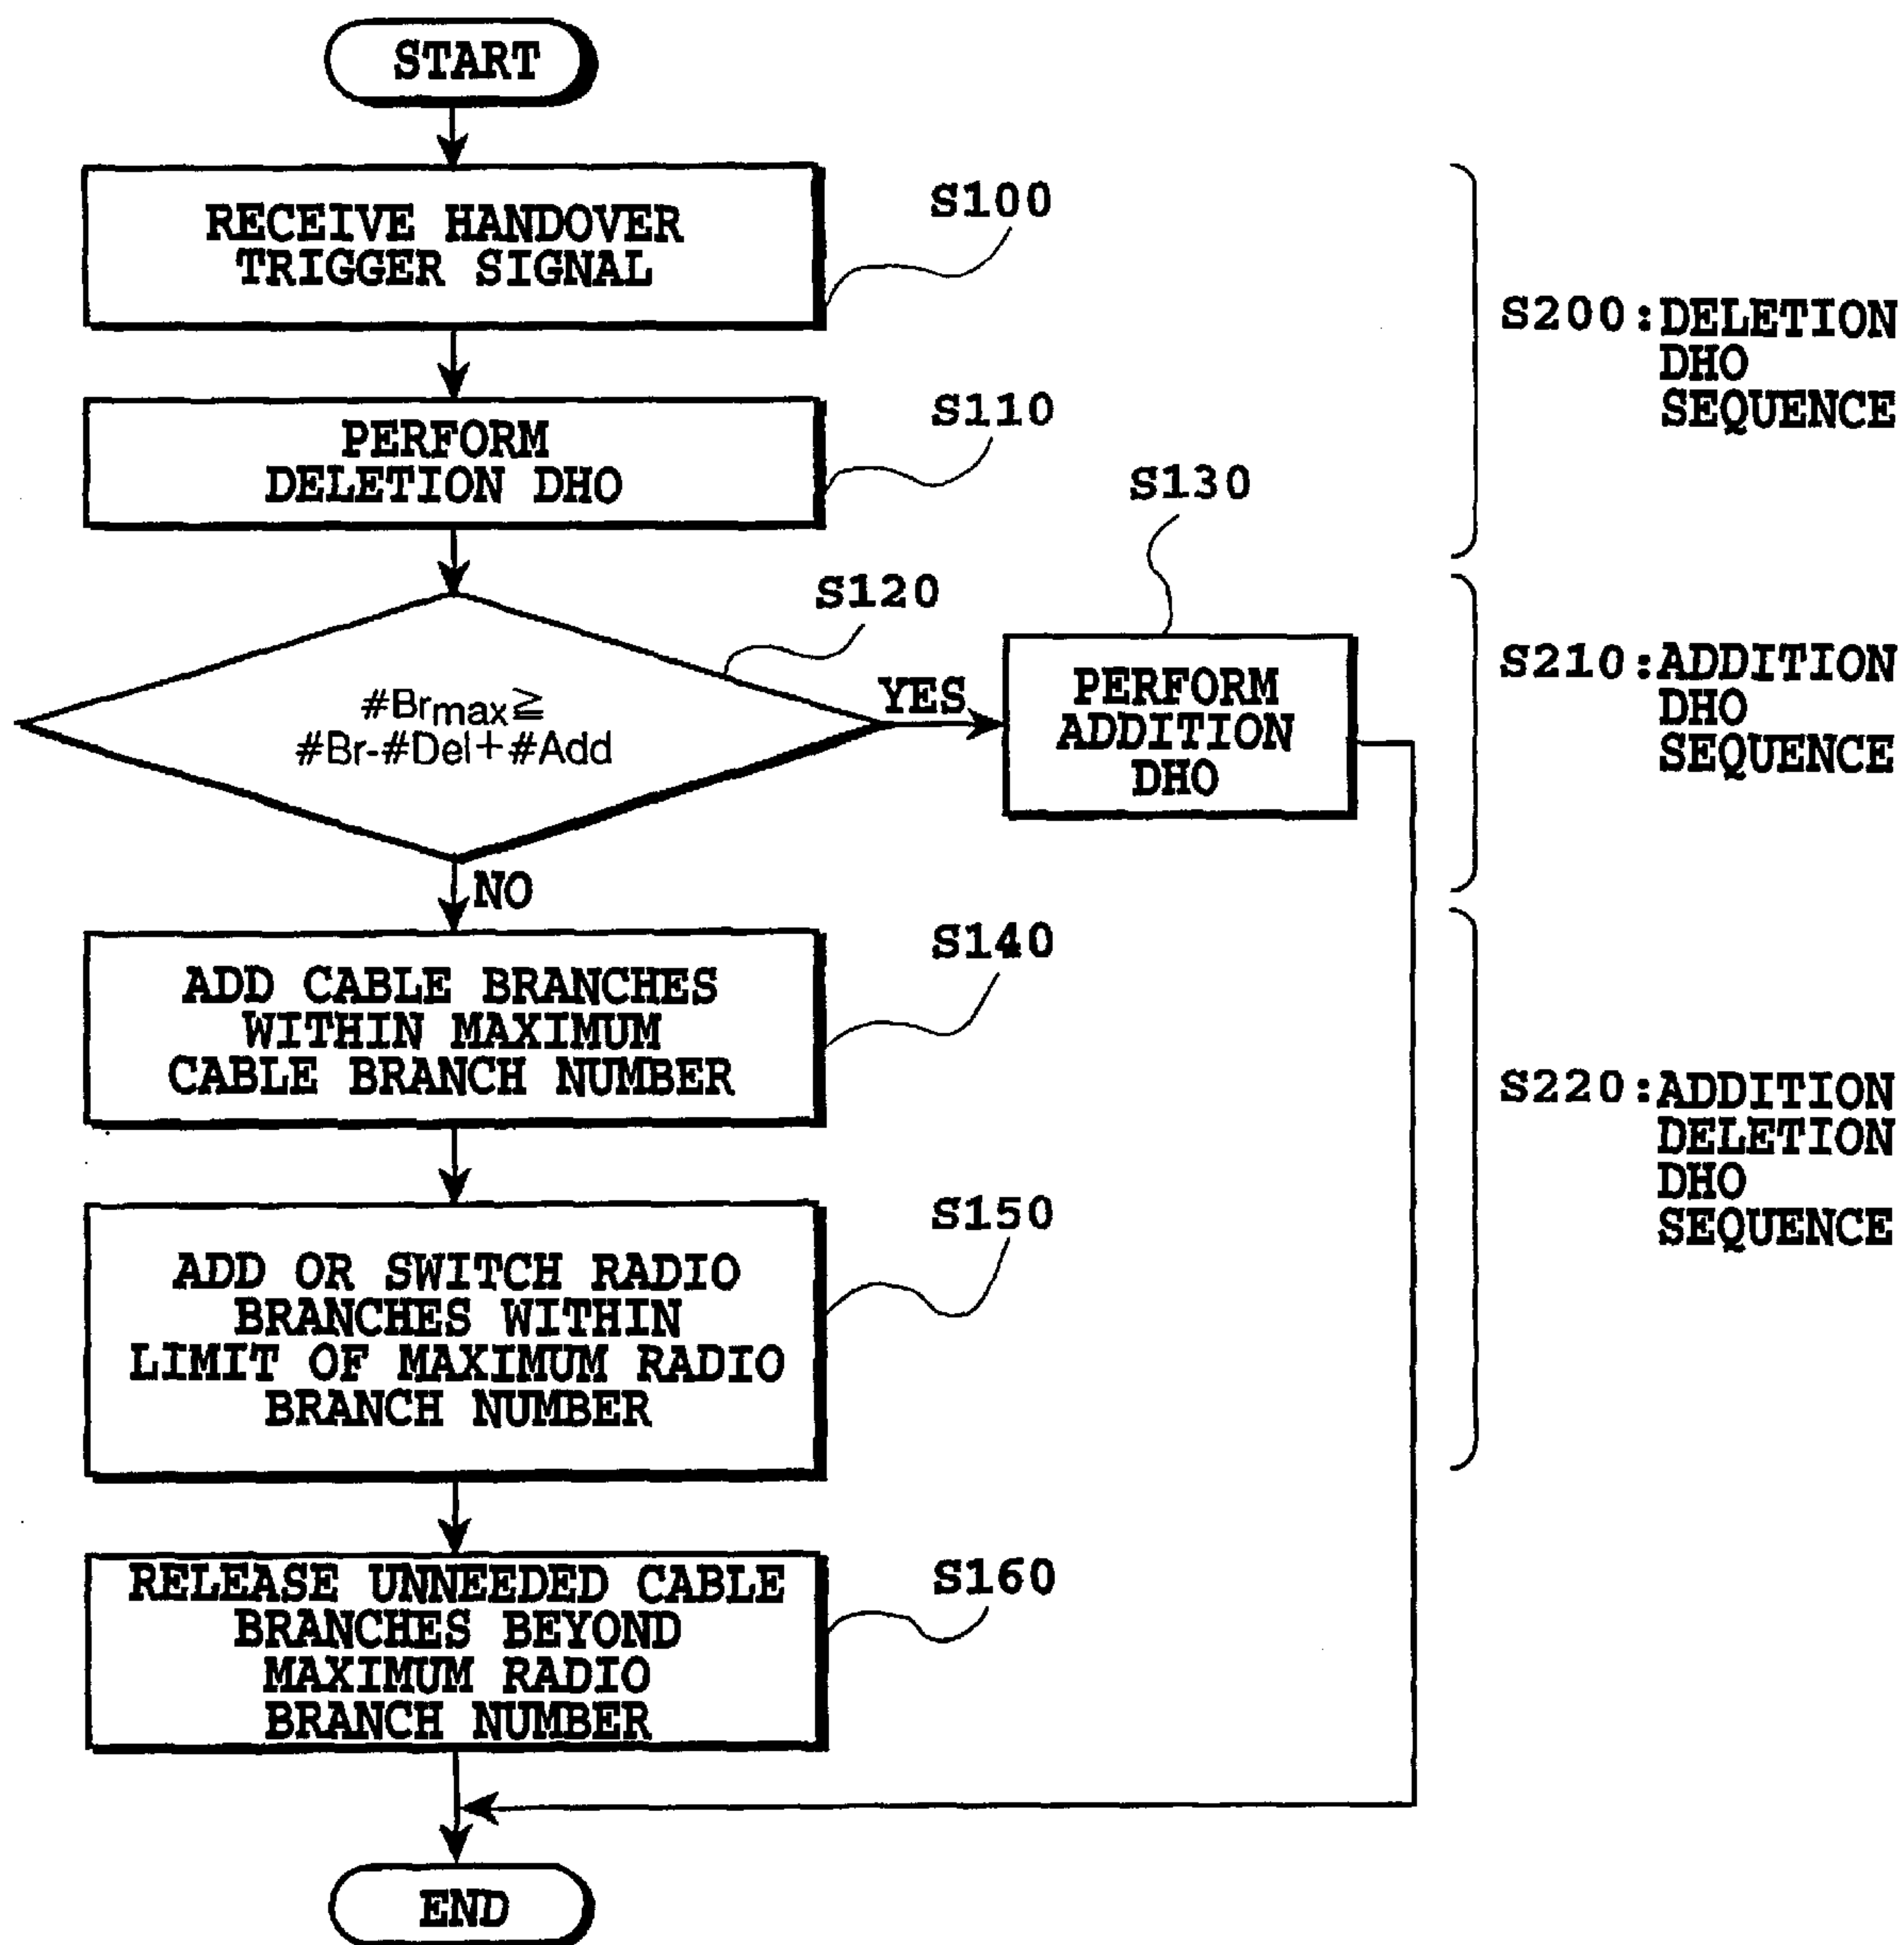 START
RECEIVE HANDOVER
TRIGGER SIGNAL
S100
S200:DELETION
DHO
SEQUENCE
PERFORM
DELETION DHO
S110
S120
#Brmax≧
#Br-#Del+#Add
YES
S130
PERFORM
ADDITION
DHO
S210:ADDITION
DHO
SEQUENCE
NO
ADD CABLE BRANCHES
WITHIN MAXIMUM
CABLE BRANCH NUMBER
S140
S220:ADDITION
DELETION
DHO
SEQUENCE
ADD OR SWITCH RADIO
BRANCHES WITHIN
LIMIT OF MAXIMUM RADIO
BRANCH NUMBER
S150
RELEASE UNNEEDED CABLE
BRANCHES BEYOND
MAXIMUM RADIO
BRANCH NUMBER
S160
END